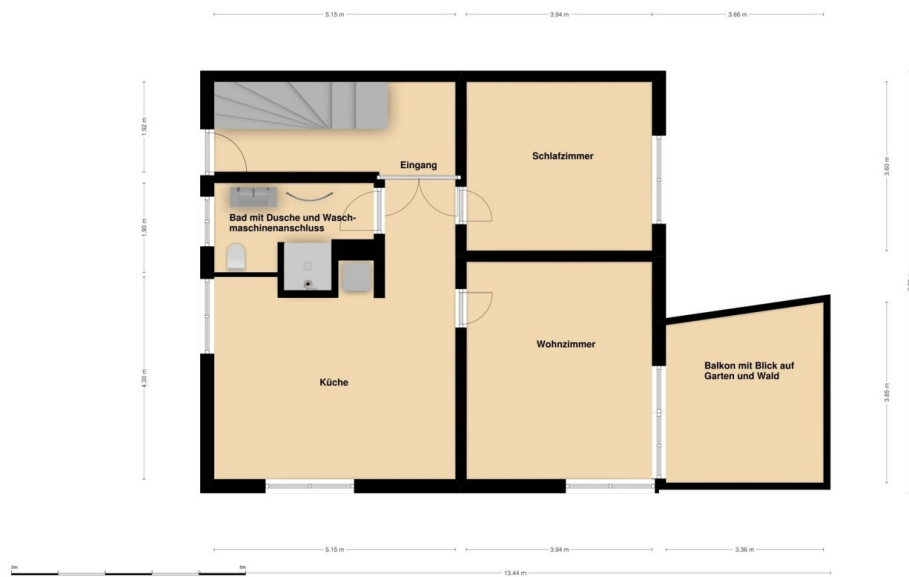 5.15 m
3.94 m
3.66 m
1.92 m
3.60 m
Eingang
Schlafzimmer
1.90 m
Bad mit Dusche und Wasch-
maschinenanschluss
Wohnzimmer
Balkon mit Blick auf
Garten und Wald
Küche
4.30 m
3.85 m
5.15 m
3.94 m
3.36 m
0m
5m
13.44 m